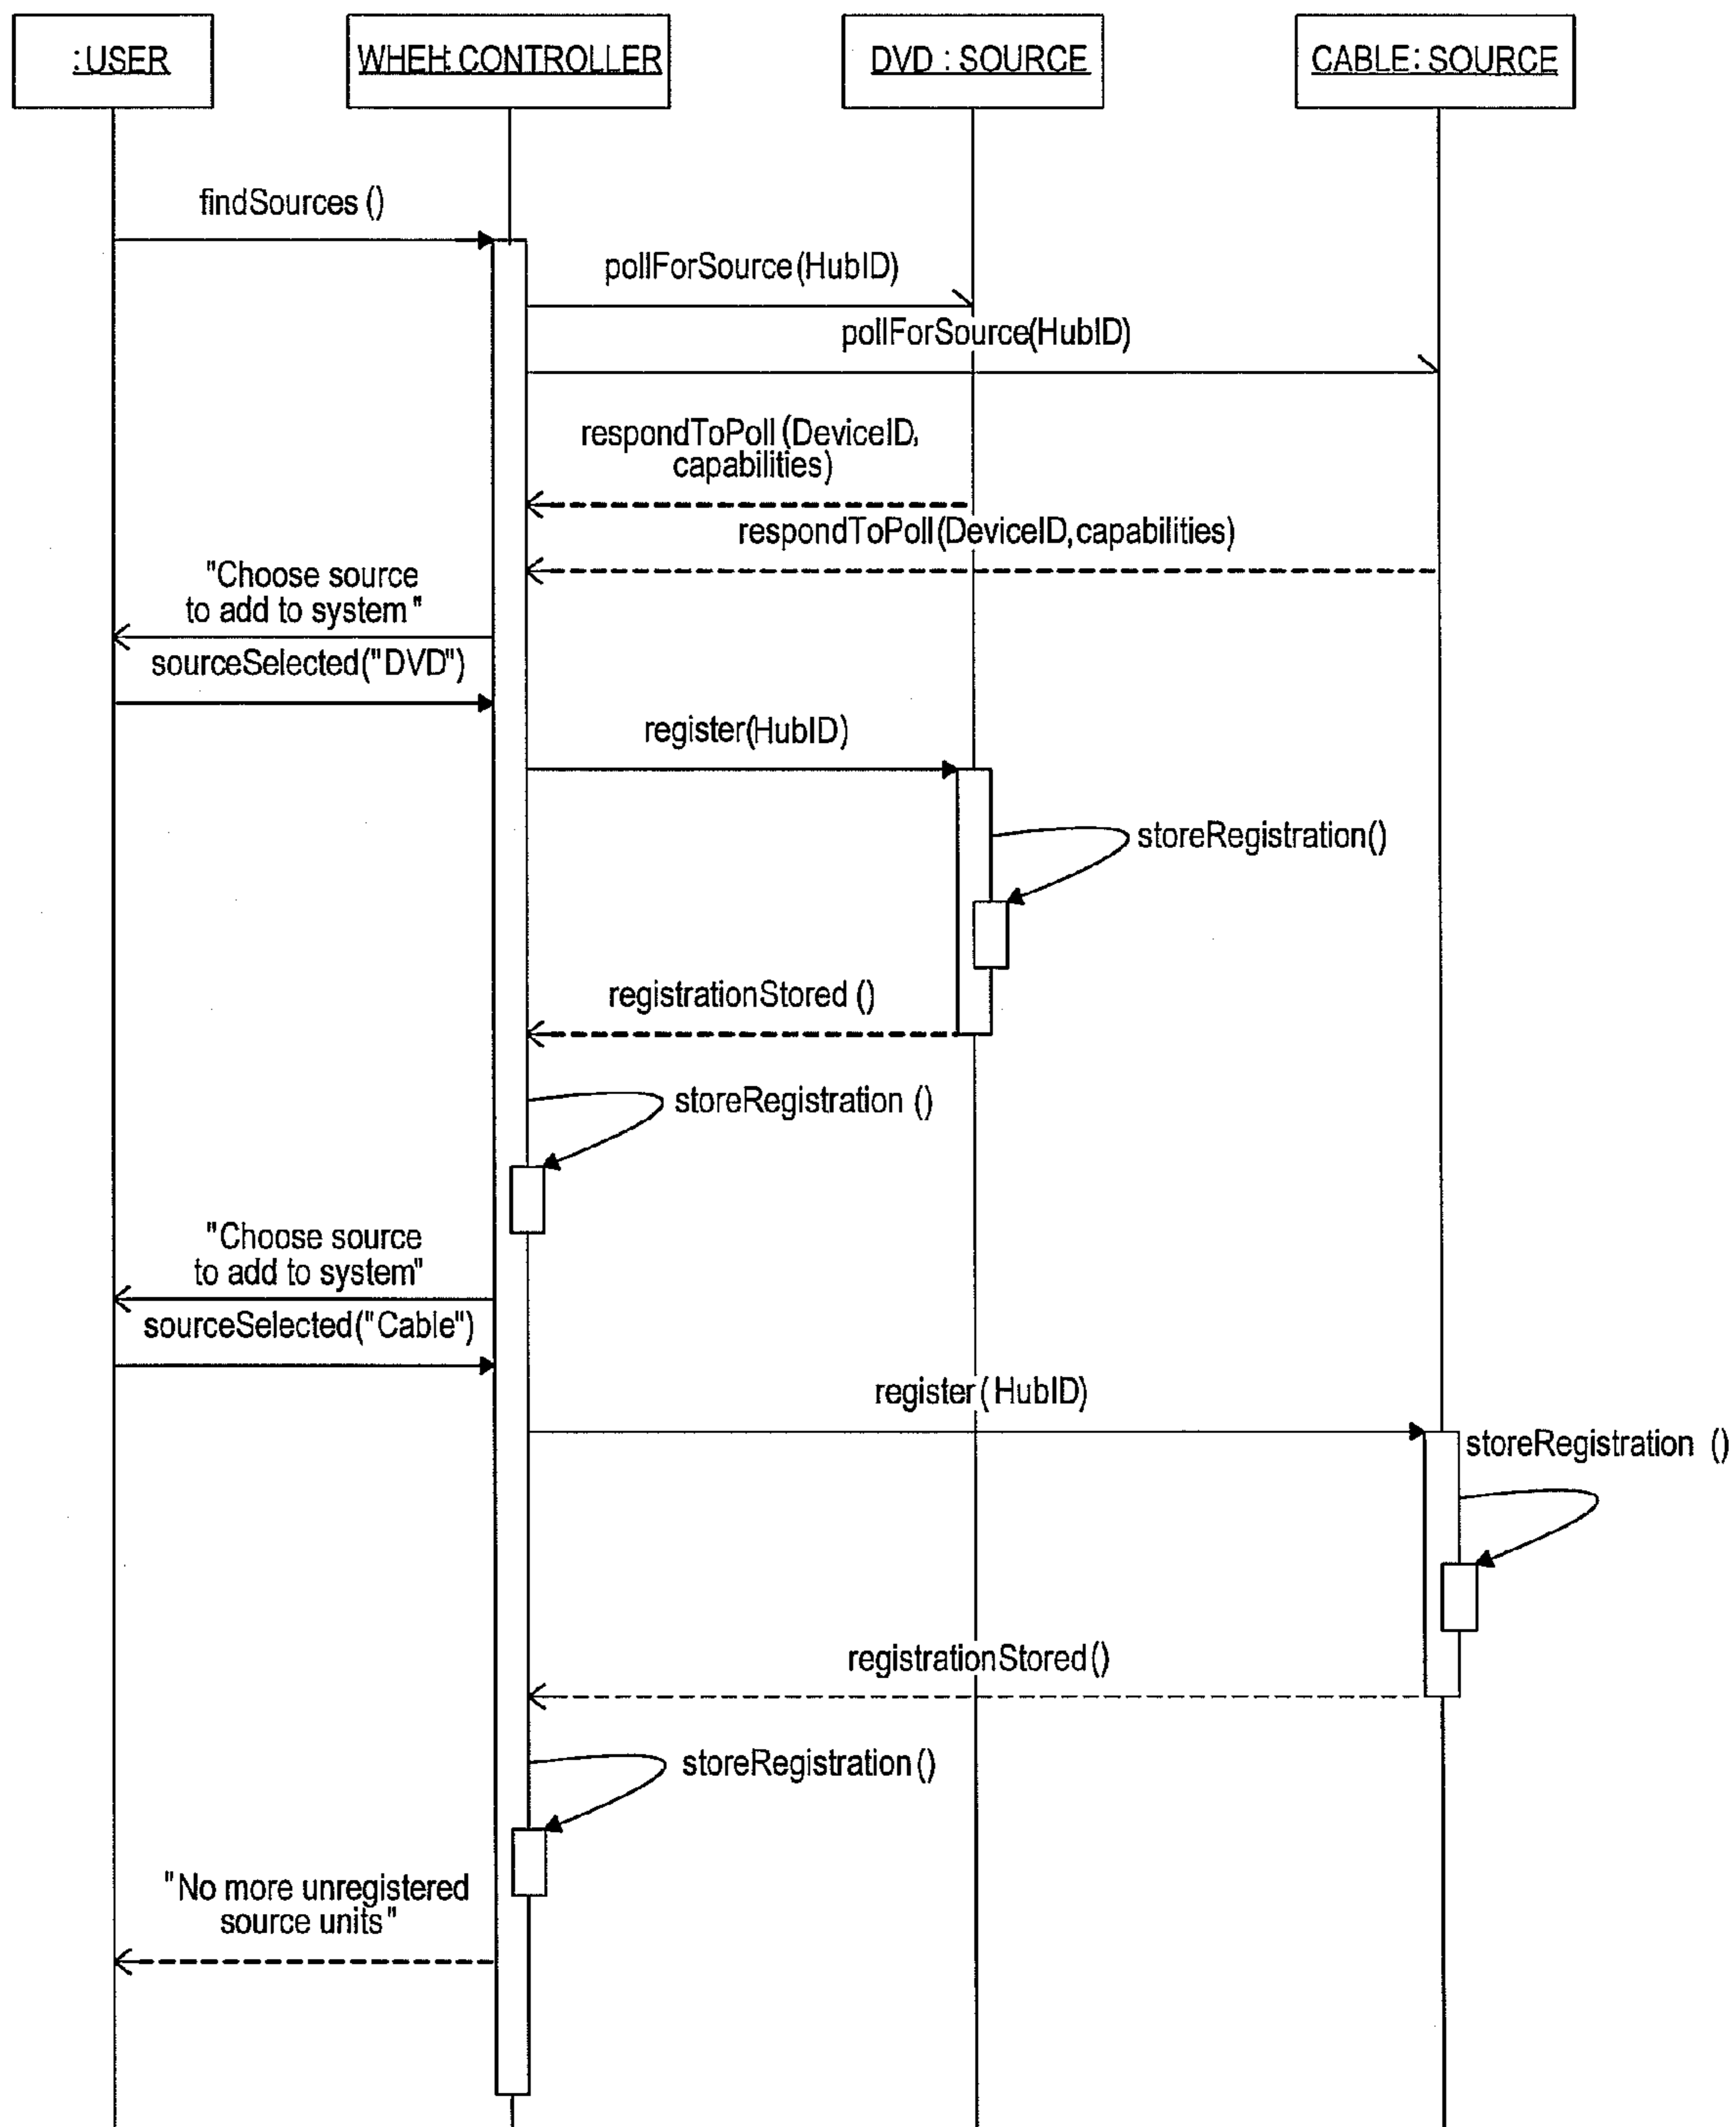 : USER
WHEH: CONTROLLER
DVD : SOURCE
CABLE: SOURCE
findSources ()
pollForSource (HubID)
pollForSource(HubID)
respondToPoll (DeviceID,
capabilities)
respondToPoll (DeviceID, capabilities)
"Choose source
to add to system"
sourceSelected("DVD")
register(HubID)
storeRegistration()
registrationStored ()
storeRegistration ()
"Choose source
to add to system"
sourceSelected("Cable")
register ( HubID)
storeRegistration ()
registrationStored ()
storeRegistration ()
"No more unregistered
source units"